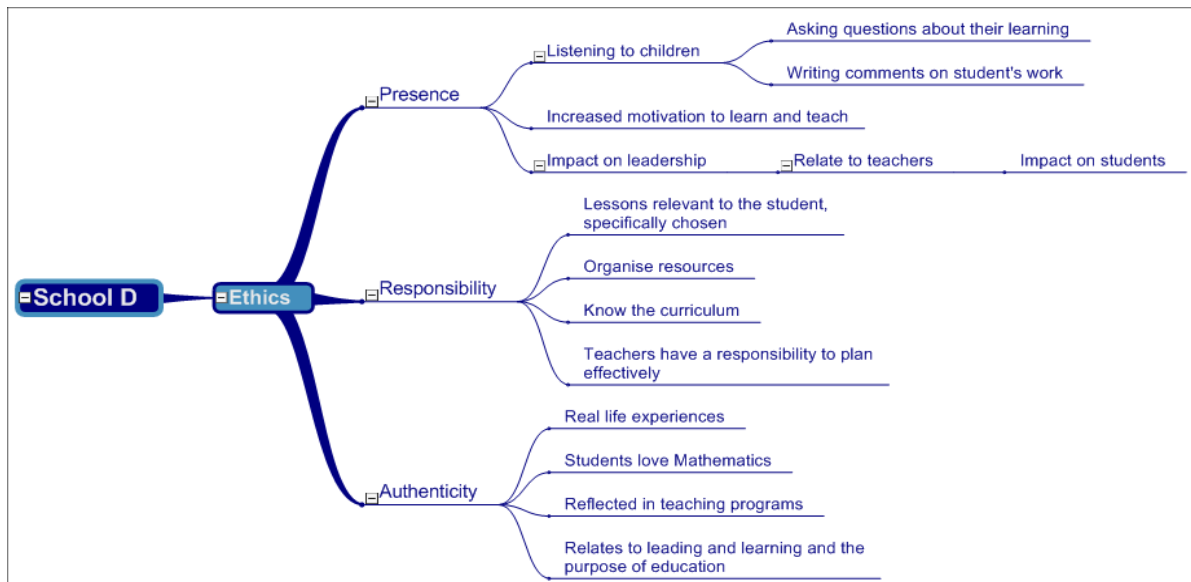 School D
Ethics
Presence
Listening to children
Asking questions about their learning
Writing comments on student's work
Increased motivation to learn and teach
Impact on leadership
Relate to teachers
Impact on students
Responsibility
Lessons relevant to the student,
specifically chosen
Organise resources
Know the curriculum
Teachers have a responsibility to plan
effectively
Authenticity
Real life experiences
Students love Mathematics
Reflected in teaching programs
Relates to leading and learning and the
purpose of education